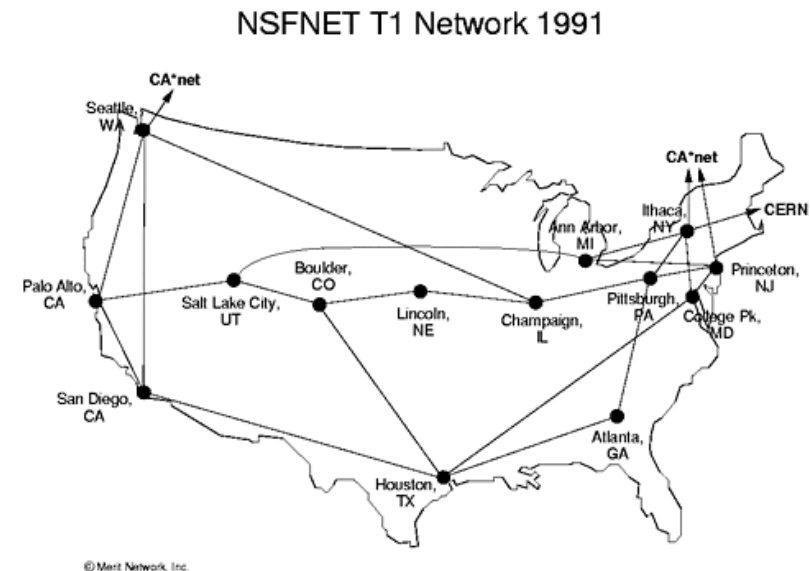 NSFNET T1 Network 1991
CA*net
Seattle,
WA
CA*net
Ithaca,
NY
CERN
Ann Arbor,
MI
Boulder,
CO
Palo Alto,
CA
Salt Lake City,
UT
Lincoln,
NE
Champaign,
IL
Pittsburgh,
PA
Princeton,
NJ
College Pk,
MD
San Diego,
CA
Atlanta,
GA
Houston,
TX
© Merit Network, Inc.